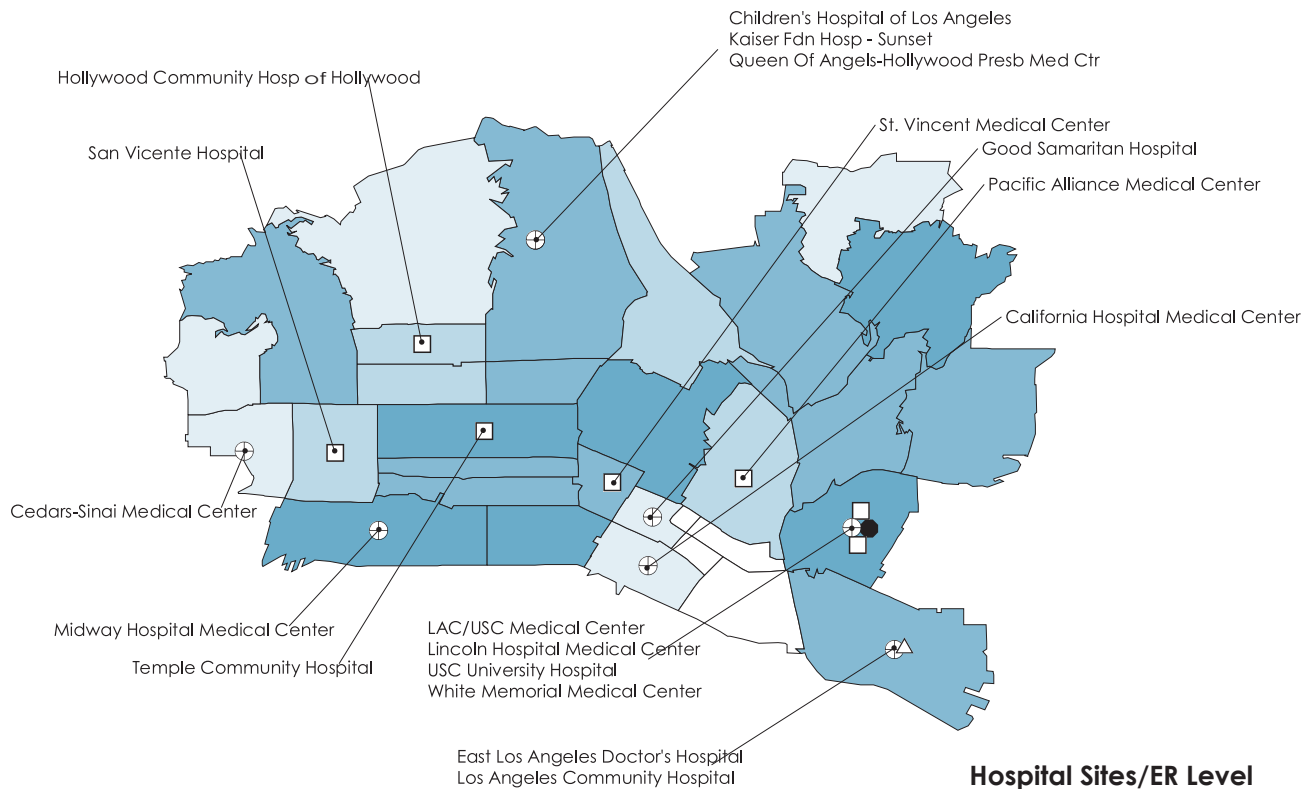 Children's Hospital of Los Angeles
Kaiser Fdn Hosp - Sunset
Queen Of Angels-Hollywood Presb Med Ctr
Hollywood Community Hosp of Hollywood
St. Vincent Medical Center
San Vicente Hospital
Good Samaritan Hospital
Pacific Alliance Medical Center
California Hospital Medical Center
Cedars-Sinai Medical Center
Midway Hospital Medical Center
Temple Community Hospital
LAC/USC Medical Center
Lincoln Hospital Medical Center
USC University Hospital
White Memorial Medical Center
East Los Angeles Doctor's Hospital
Los Angeles Community Hospital
Hospital Sites/ER Level